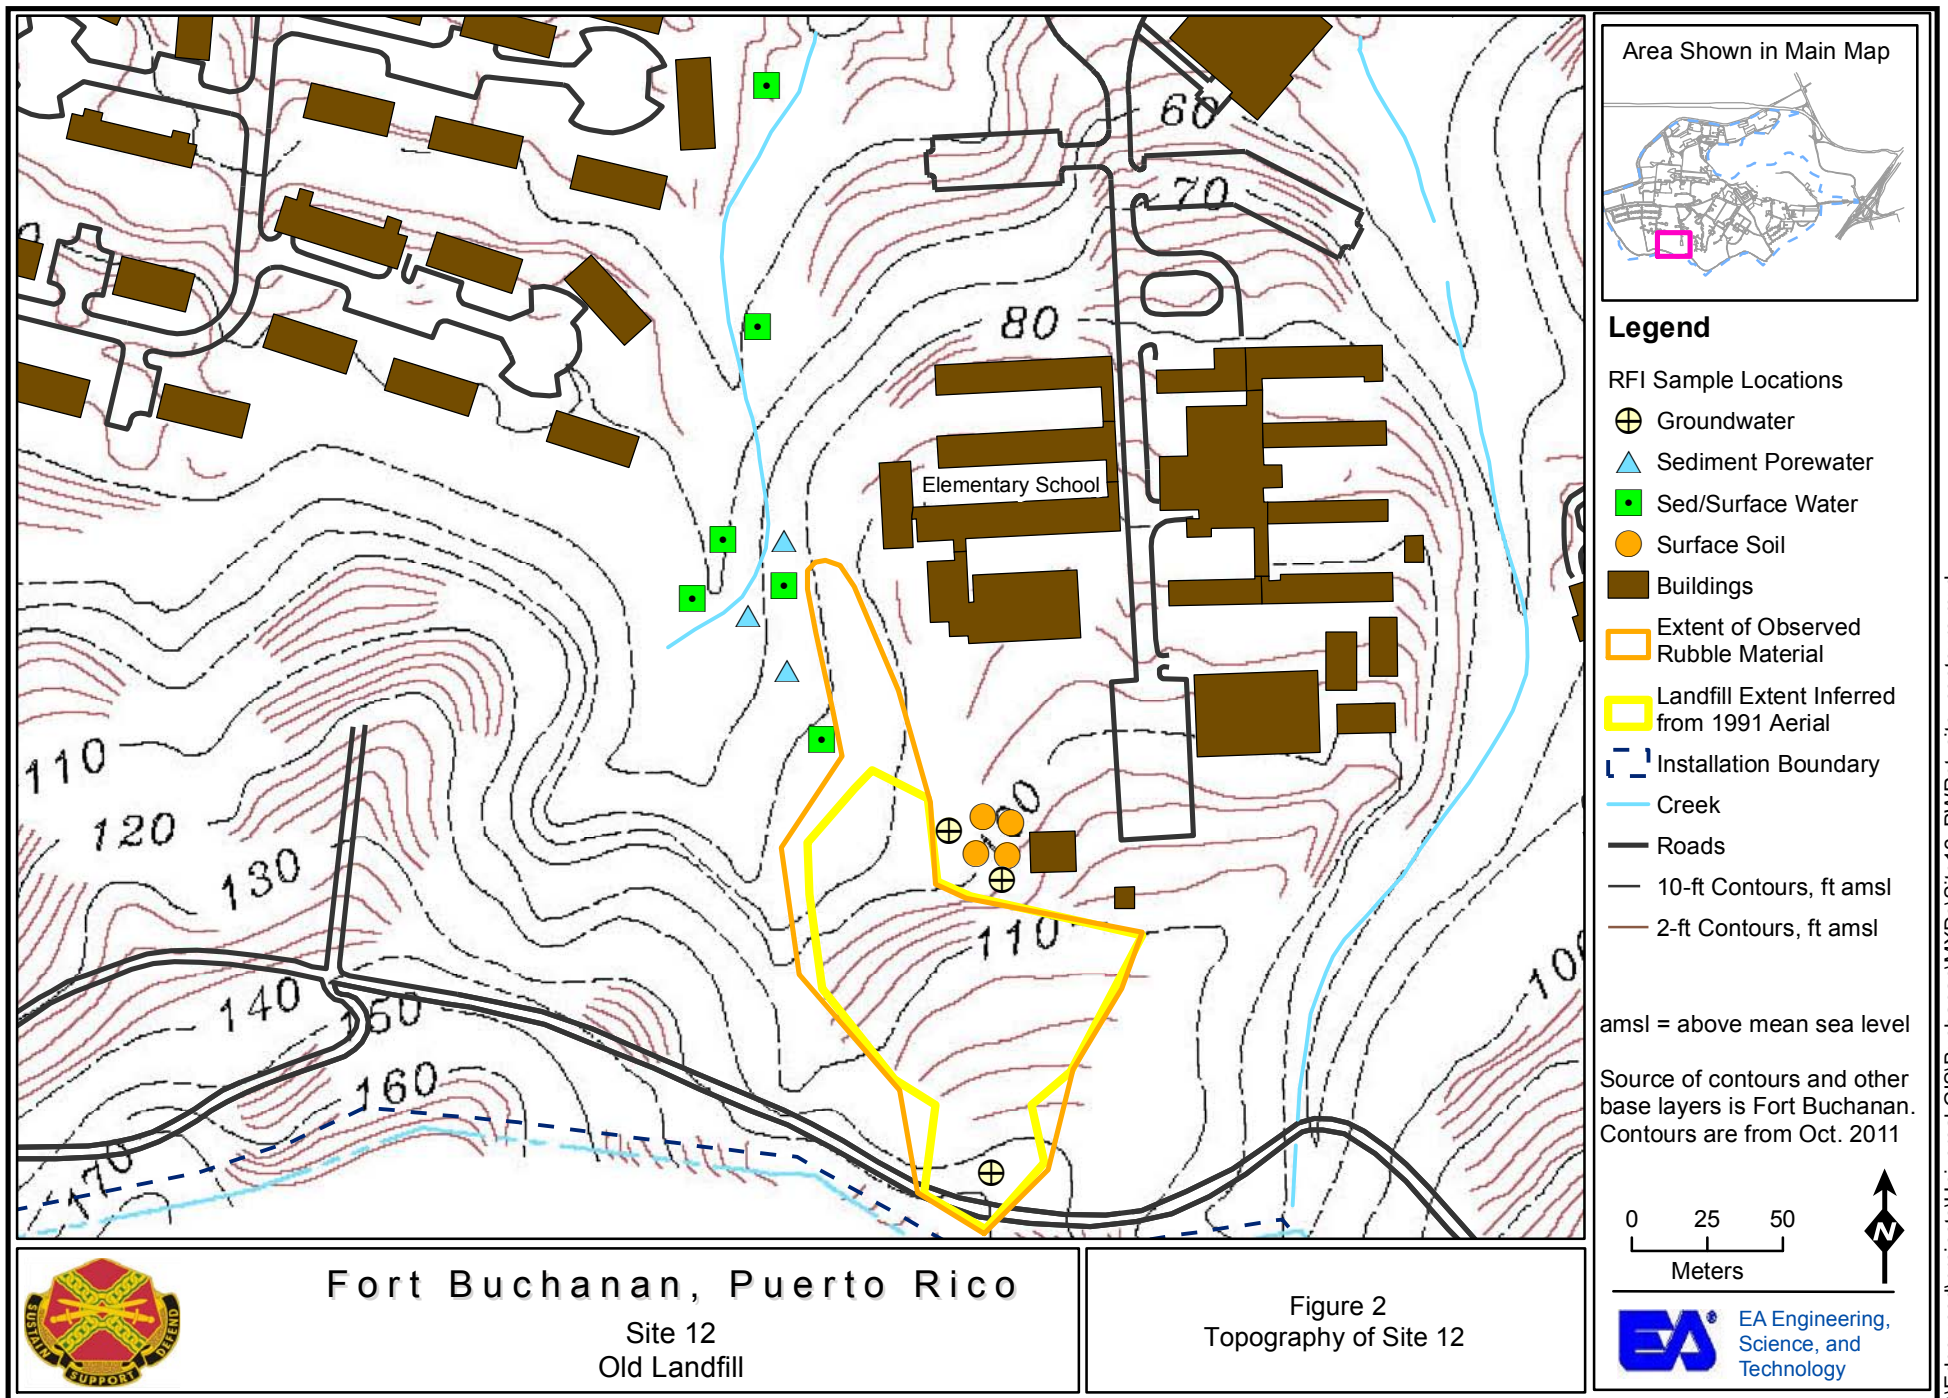 60
70
80
Elementary School
110
120
130
140
150
160
170
110
100
Area Shown in Main Map
Legend
RFI Sample Locations
Groundwater
Sediment Porewater
Sed/Surface Water
Surface Soil
Buildings
Extent of Observed
Rubble Material
Landfill Extent Inferred
from 1991 Aerial
Installation Boundary
Creek
Roads
10-ft Contours, ft amsl
2-ft Contours, ft amsl
amsl = above mean sea level
Source of contours and other
base layers is Fort Buchanan.
Contours are from Oct. 2011
0 25 50
Meters
N
EA® EA Engineering,
Science, and
Technology
SUSTAIN SUPPORT DEFEND
Fort Buchanan, Puerto Rico
Site 12
Old Landfill
Figure 2
Topography of Site 12